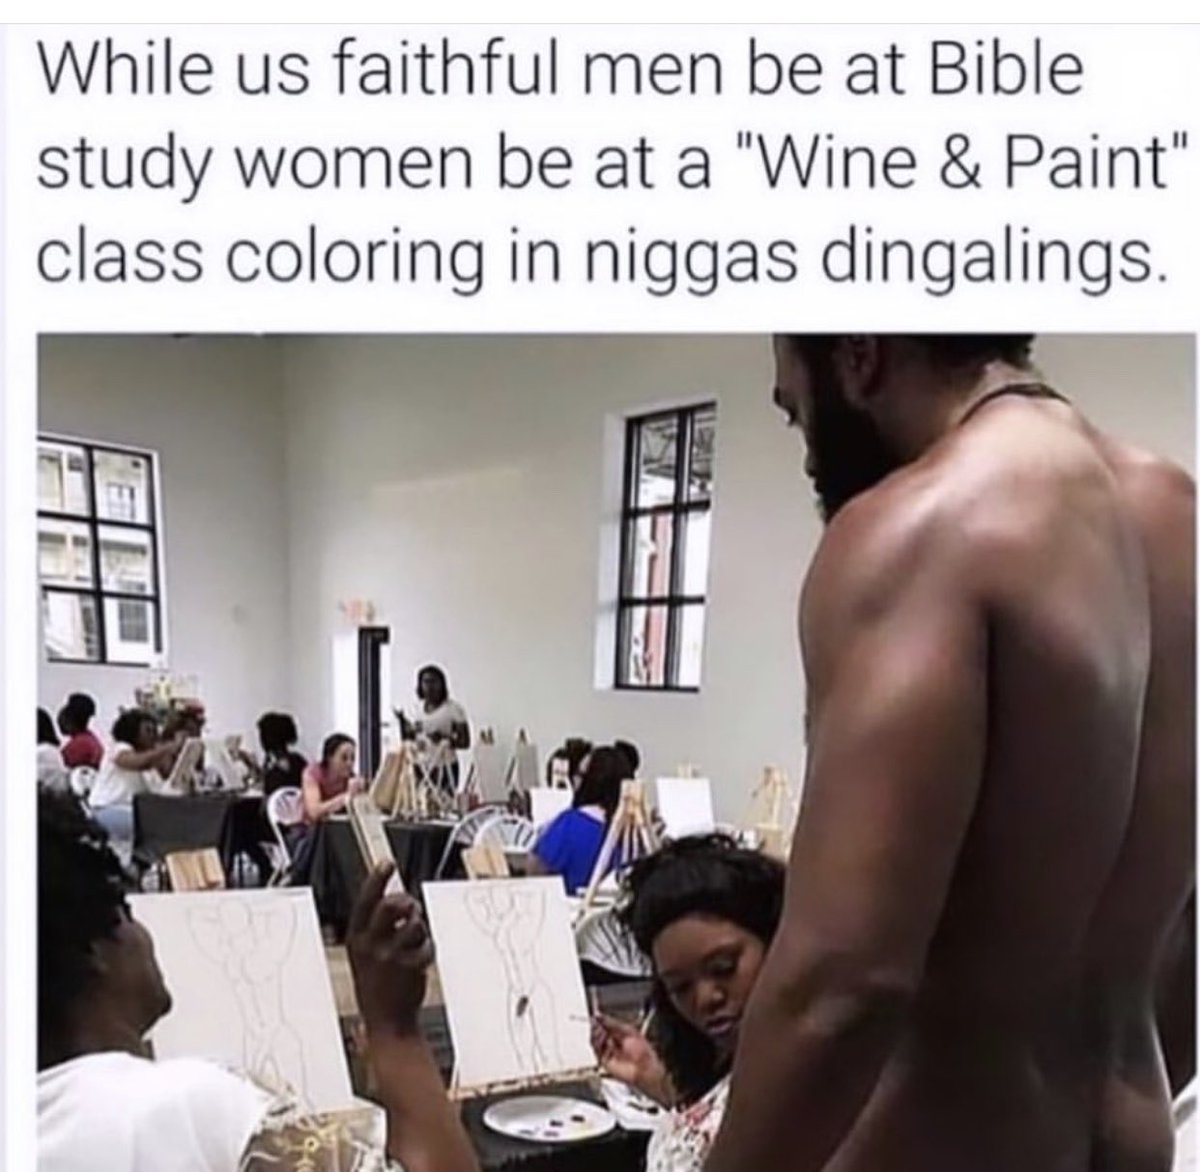 While us faithful men be at Bible
study women be at a "Wine & Paint"
class coloring in niggas dingalings.